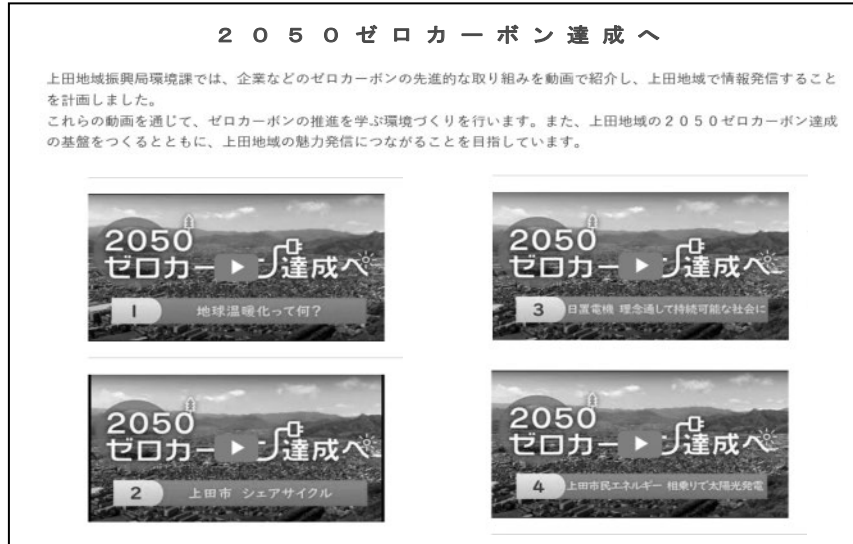 ２０５０ゼロカーボン達成へ
上田地域振興局環境課では、企業などのゼロカーボンの先進的な取り組みを動画で紹介し、上田地域で情報発信すること
を計画しました。
これらの動画を通じて、ゼロカーボンの推進を学ぶ環境づくりを行います。また、上田地域の２０５０ゼロカーボン達成
の基盤をつくるとともに、上田地域の魅力発信につながることを目指しています。
2050
ゼロカー ン達成へ
1 地球温暖化って何？
2050
ゼロカー ン達成へ
2 上田市 シェアサイクル
2050
ゼロカー ン達成へ
3 日置電機 理念通して持続可能な社会に
2050
ゼロカー ン達成へ
4 上田市民エネルギー 相乗りで太陽光発電